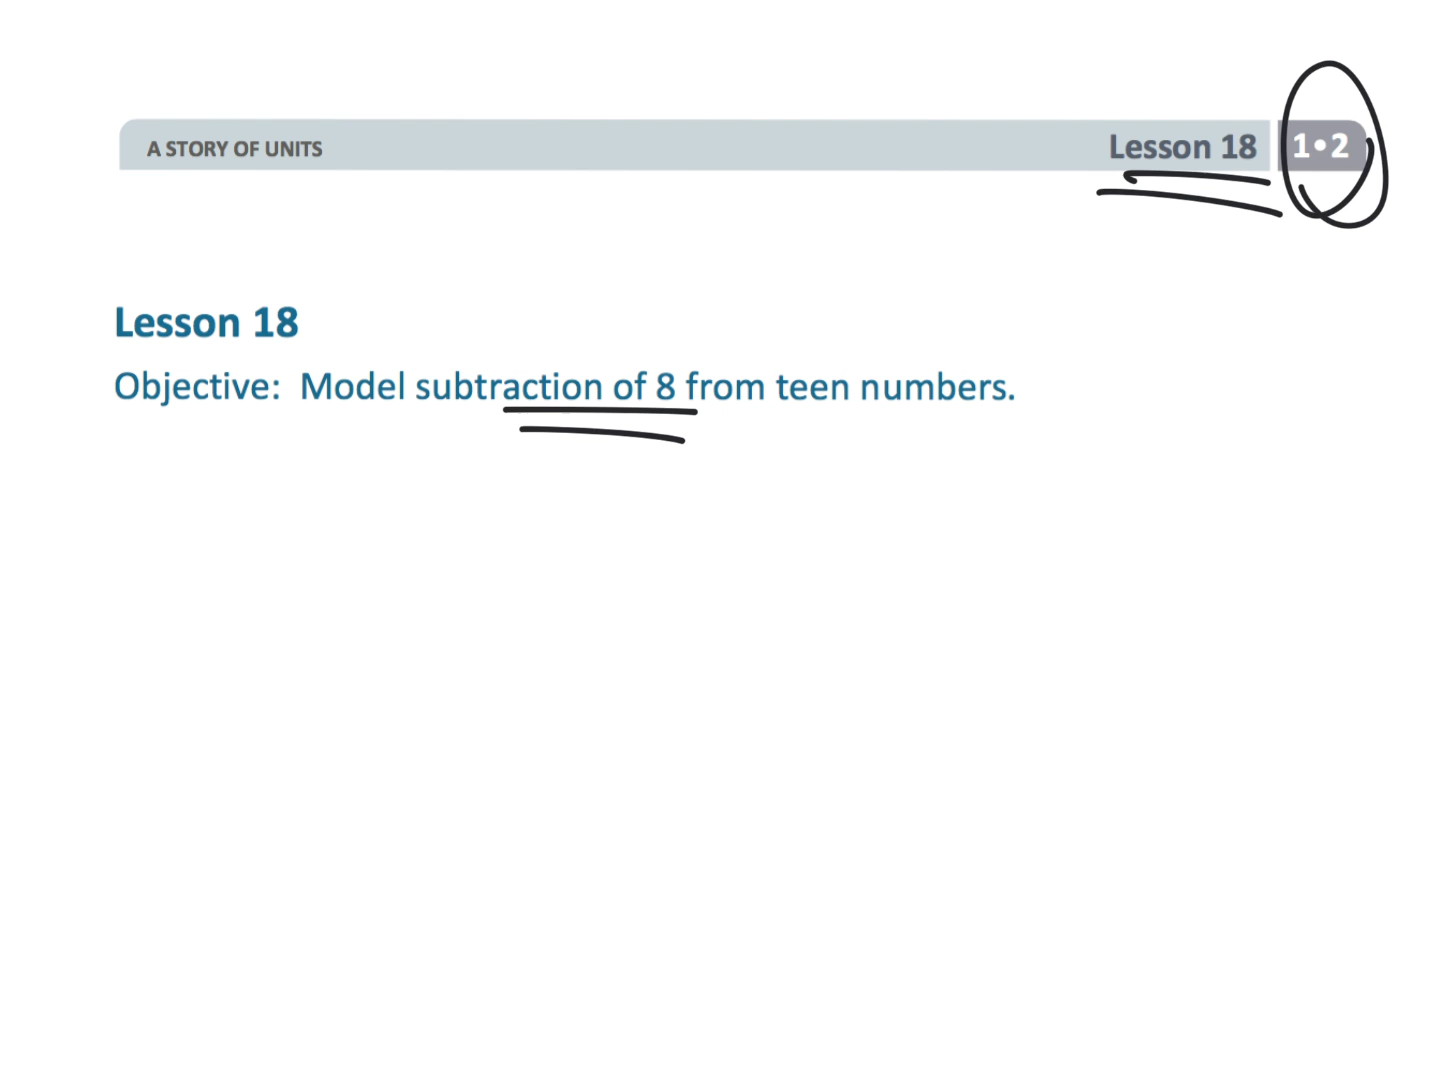 A STORY OF UNITS
Lesson 18
1•2
Lesson 18
Objective: Model subtraction of 8 from teen numbers.